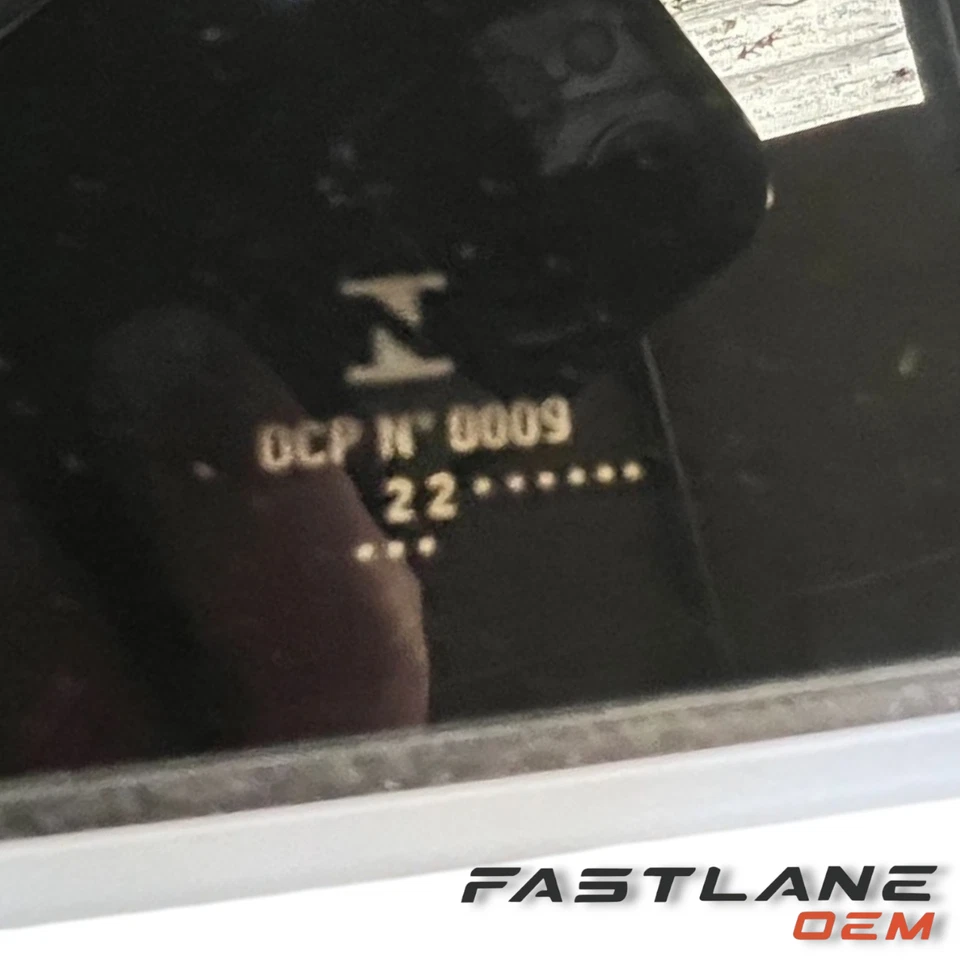 OCP N° 0009
22••••••
•••
FASTLANE
OEM